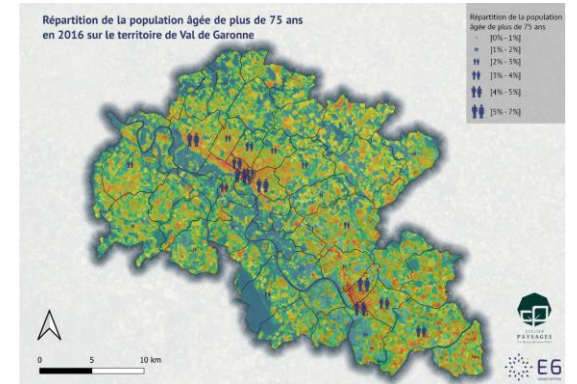 Répartition de la population âgée de plus de 75 ans
en 2016 sur le territoire de Val de Garonne
Répartition de la population
âgée de plus de 75 ans
]0% - 1%]
]1% - 2%]
]2% - 3%]
]3% - 4%]
]4% - 5%]
]5% - 7%]
0 5 10 km
ATELIER
PAYSAGES
E6